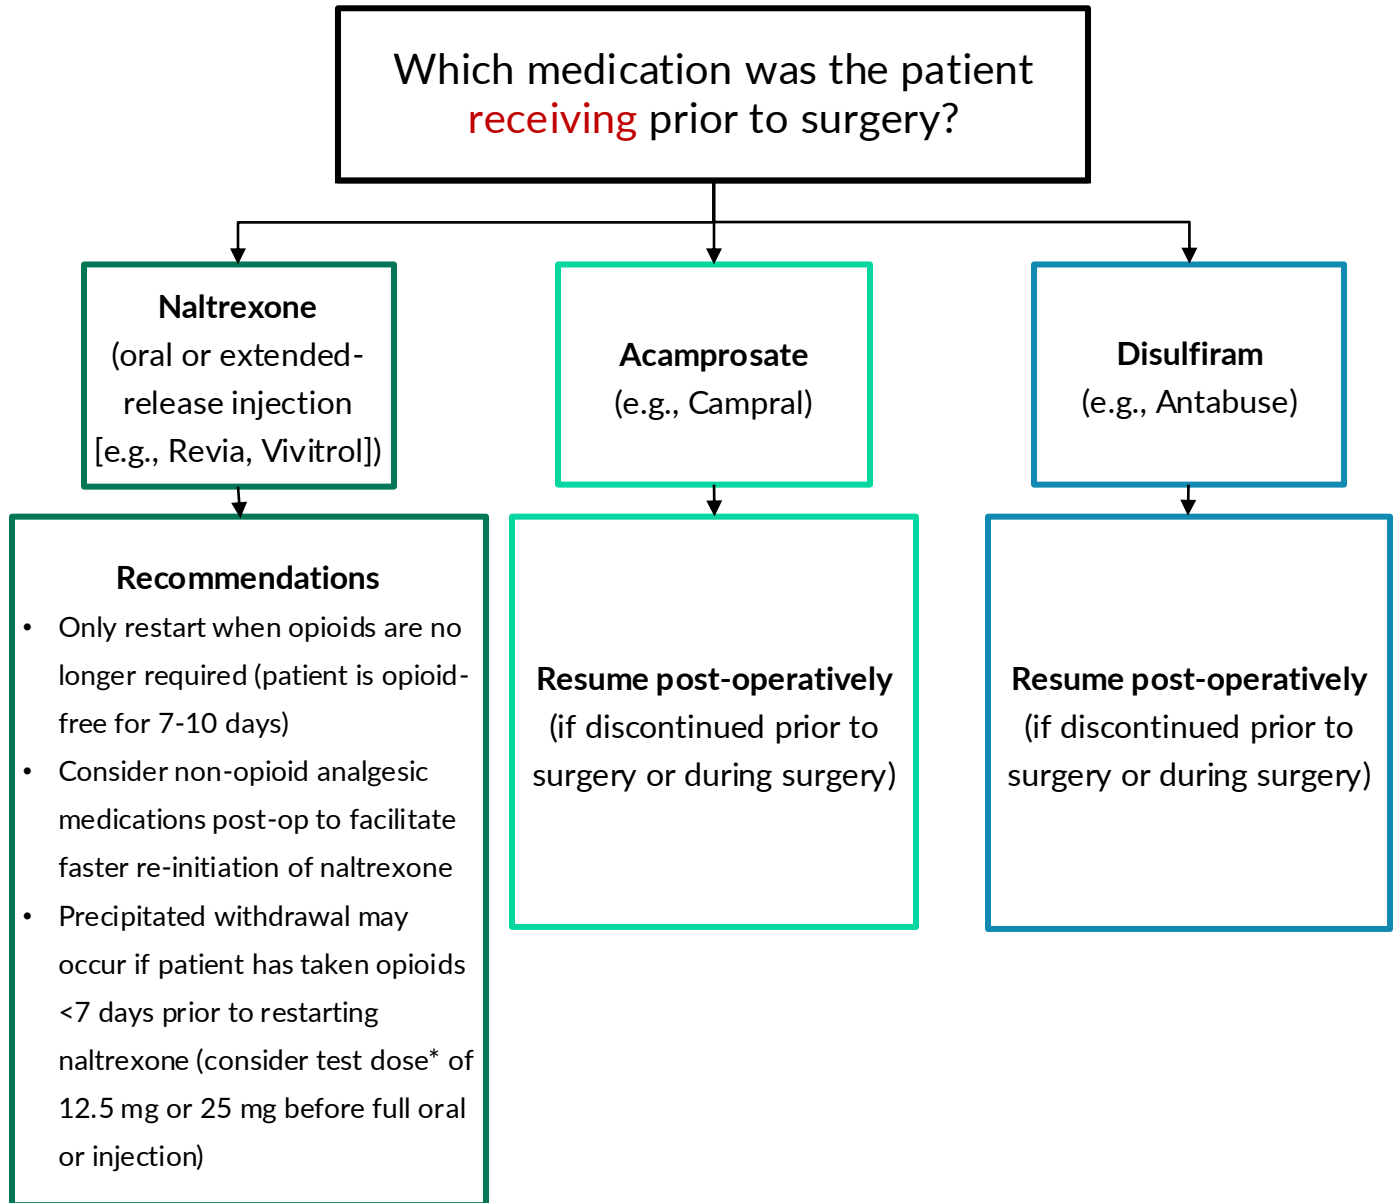 Which medication was the patient
receiving prior to surgery?
Naltrexone
(oral or extended-
release injection
[e.g., Revia, Vivitrol])
Acamprosate
(e.g., Campral)
Disulfiram
(e.g., Antabuse)
Recommendations
• Only restart when opioids are no
longer required (patient is opioid-
free for 7-10 days)
• Consider non-opioid analgesic
medications post-op to facilitate
faster re-initiation of naltrexone
• Precipitated withdrawal may
occur if patient has taken opioids
<7 days prior to restarting
naltrexone (consider test dose* of
12.5 mg or 25 mg before full oral
or injection)
Resume post-operatively
(if discontinued prior to
surgery or during surgery)
Resume post-operatively
(if discontinued prior to
surgery or during surgery)